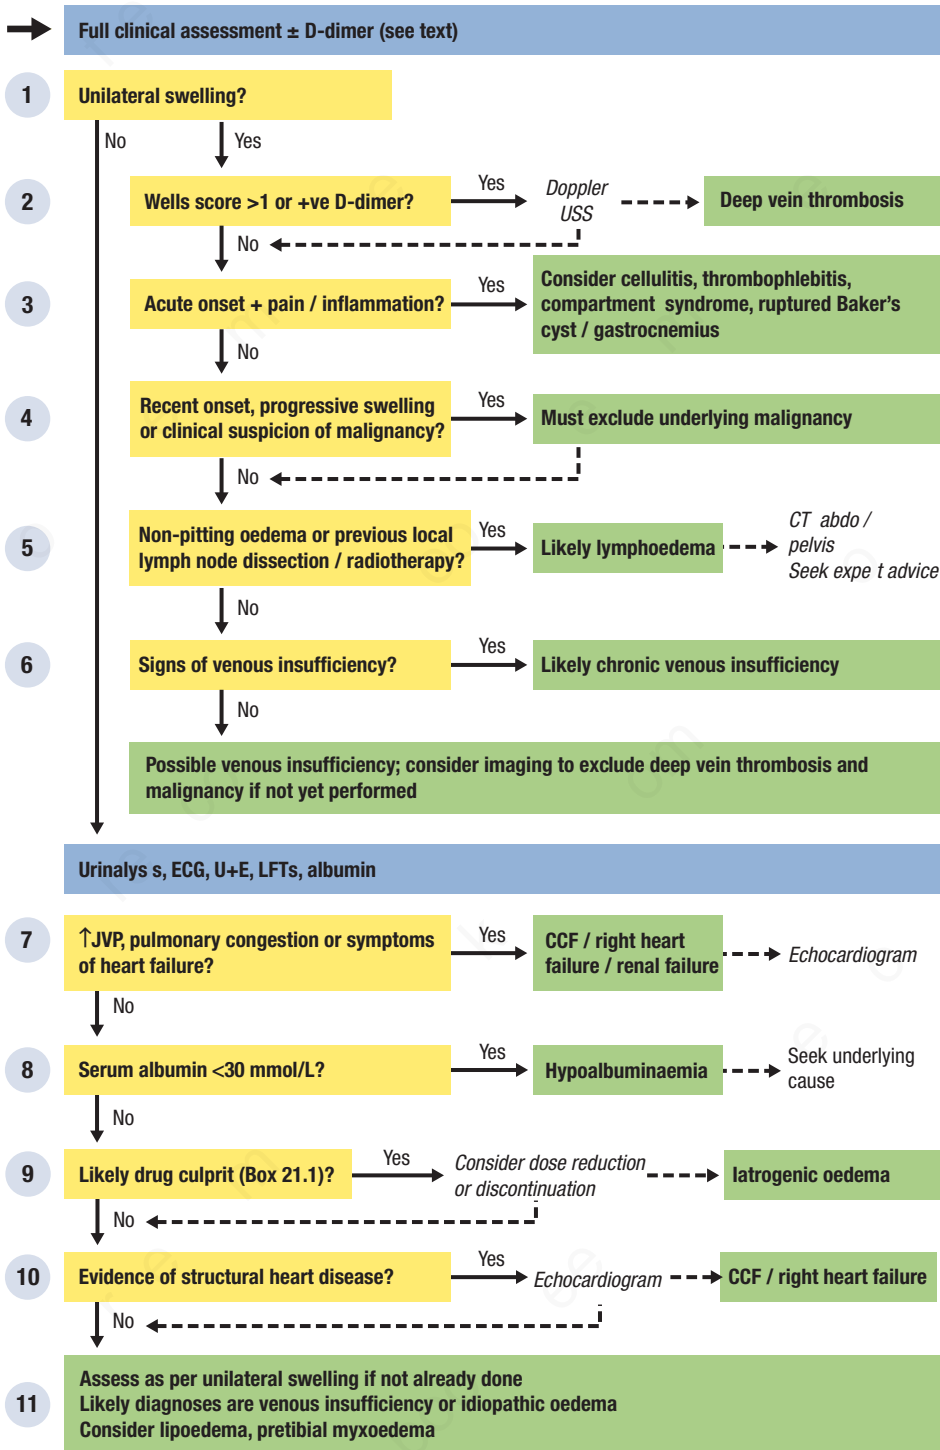 Full clinical assessment ± D-dimer (see text)
1
Unilateral swelling?
No
Yes
2
Wells score >1 or +ve D-dimer?
Yes
Doppler
USS
Deep vein thrombosis
No
3
Acute onset + pain / inflammation?
Yes
Consider cellulitis, thrombophlebitis,
compartment syndrome, ruptured Baker's
cyst / gastrocnemius
No
4
Recent onset, progressive swelling
or clinical suspicion of malignancy?
Yes
Must exclude underlying malignancy
No
5
Non-pitting oedema or previous local
lymph node dissection / radiotherapy?
Yes
Likely lymphoedema
CT abdo /
pelvis
Seek expe t advice
No
6
Signs of venous insufficiency?
Yes
Likely chronic venous insufficiency
No
Possible venous insufficiency; consider imaging to exclude deep vein thrombosis and
malignancy if not yet performed
Urinalys s, ECG, U+E, LFTs, albumin
7
↑JVP, pulmonary congestion or symptoms
of heart failure?
Yes
CCF / right heart
failure / renal failure
Echocardiogram
No
8
Serum albumin <30 mmol/L?
Yes
Hypoalbuminaemia
Seek underlying
cause
No
9
Likely drug culprit (Box 21.1)?
Yes
Consider dose reduction
or discontinuation
Iatrogenic oedema
No
10
Evidence of structural heart disease?
Yes
Echocardiogram
CCF / right heart failure
No
11
Assess as per unilateral swelling if not already done
Likely diagnoses are venous insufficiency or idiopathic oedema
Consider lipoedema, pretibial myxoedema